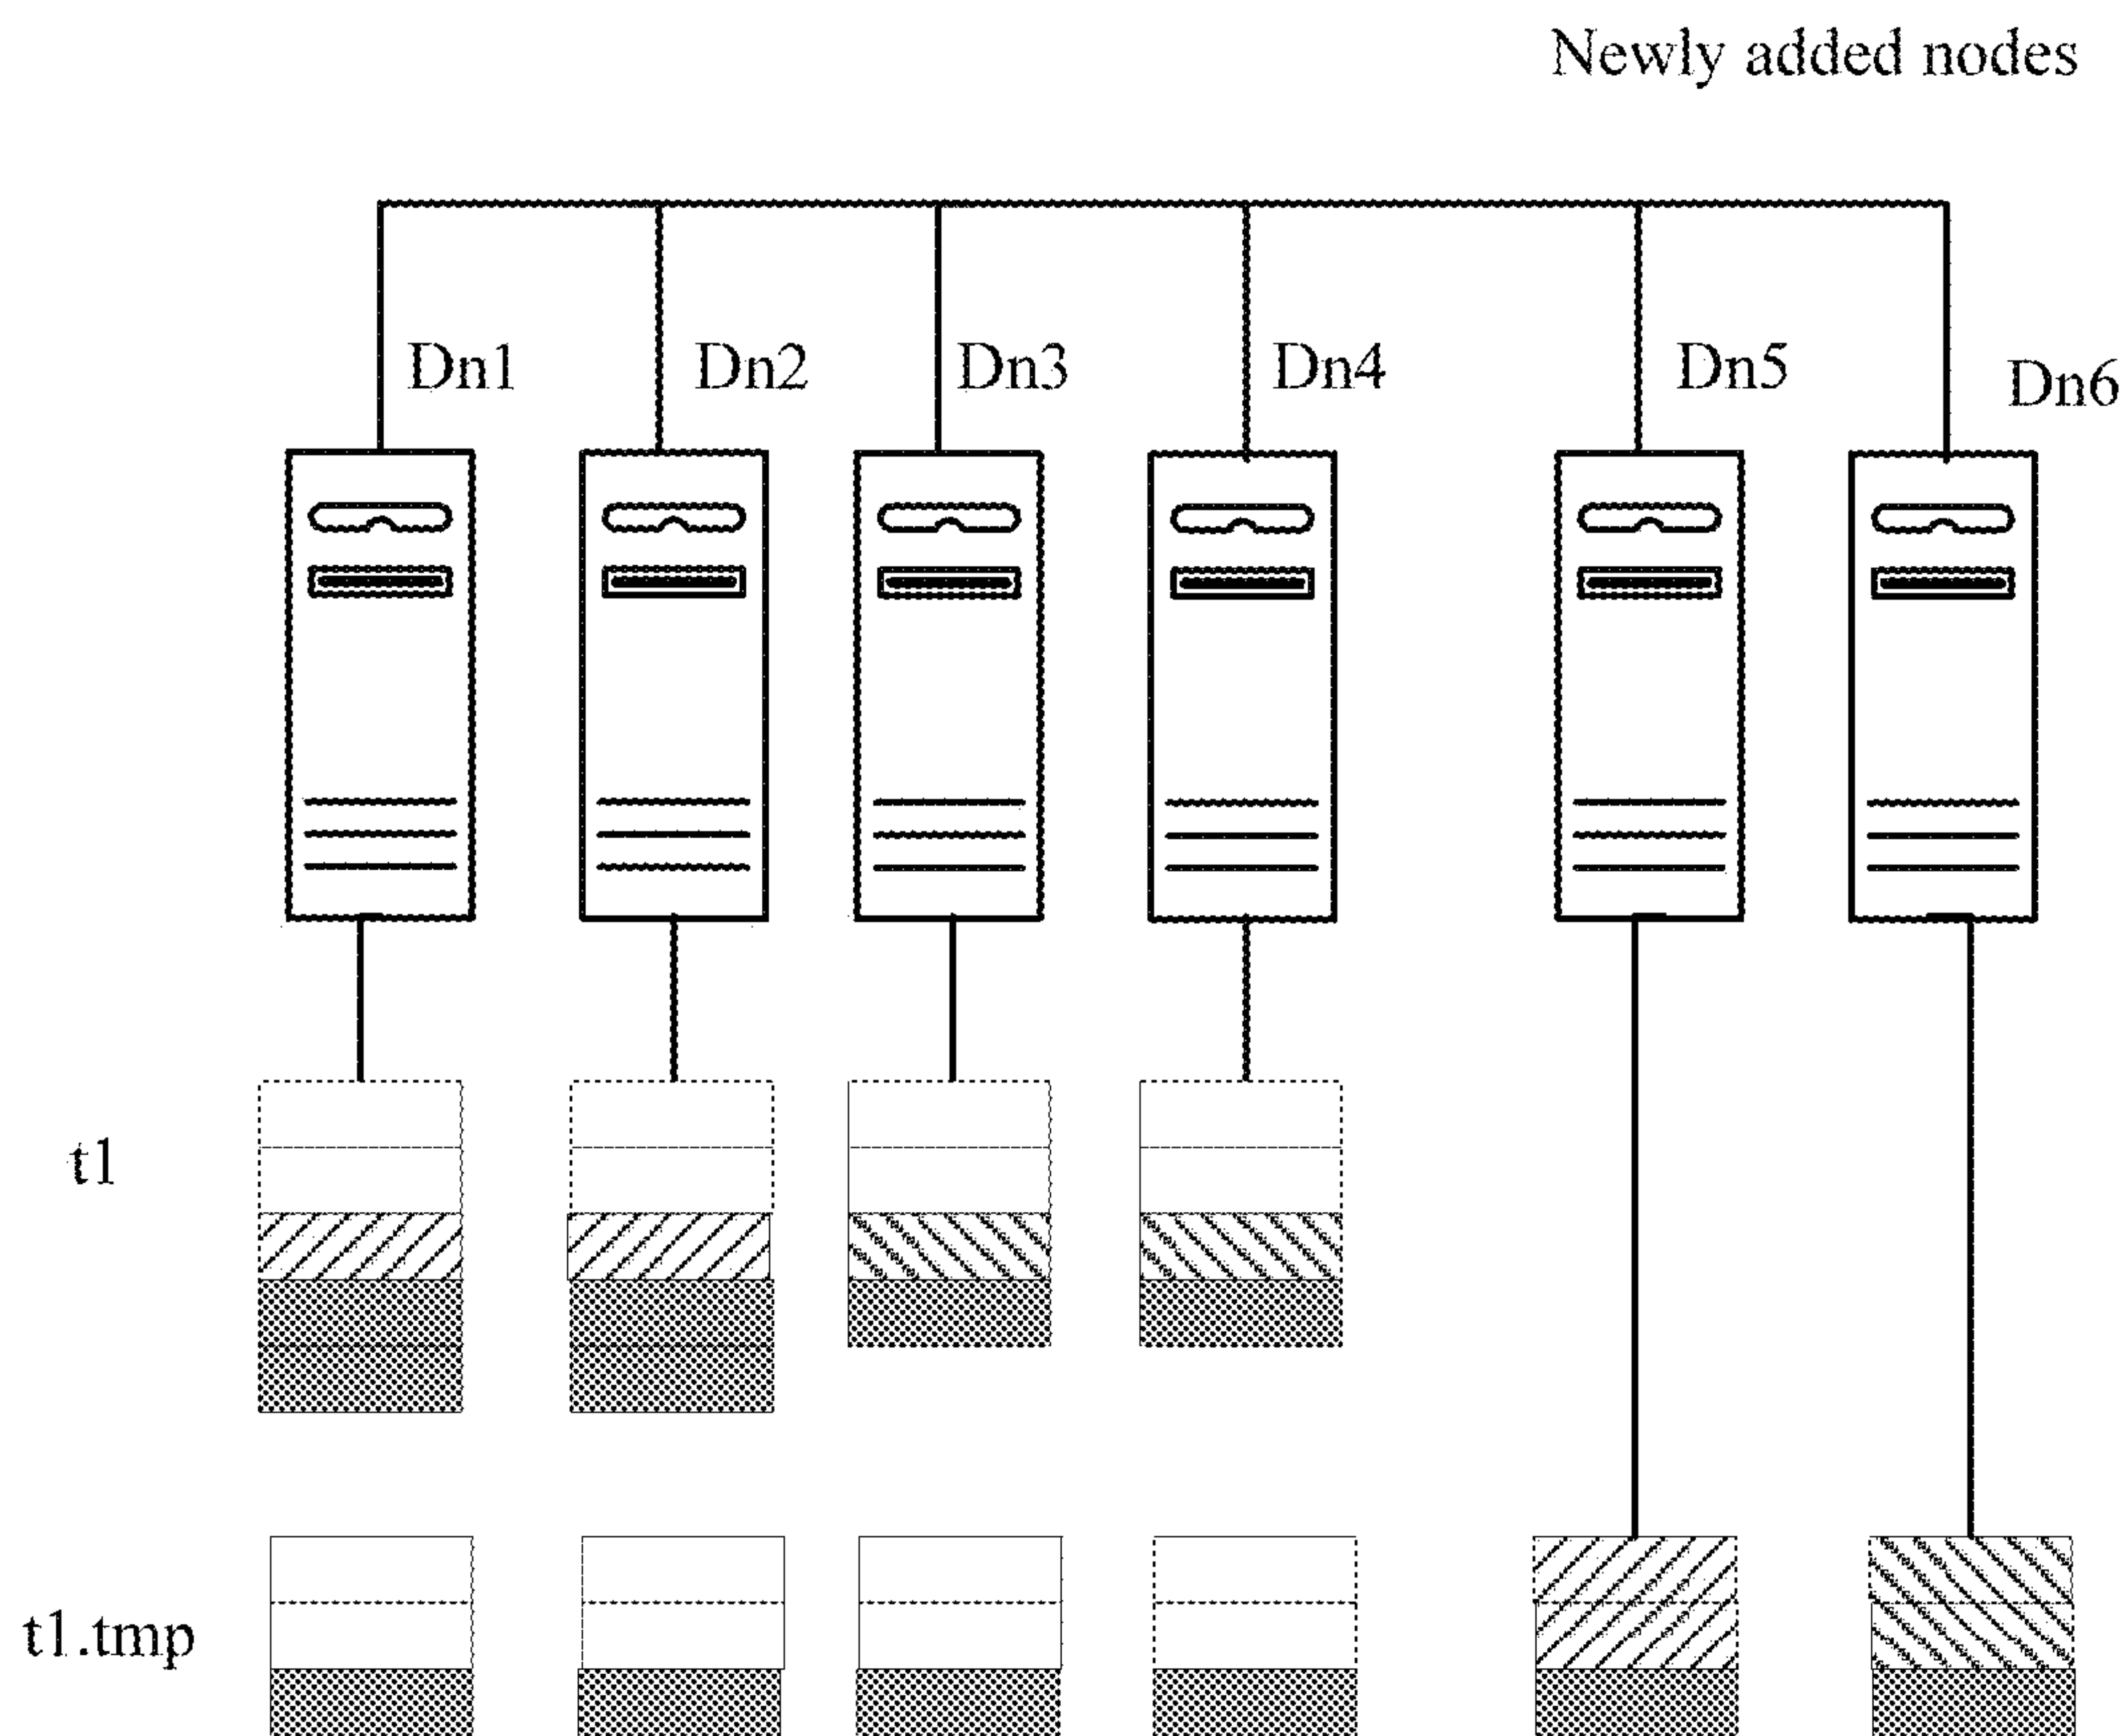 Newly added nodes
Dn1
Dn2
Dn3
Dn4
Dn5
Dn6
t1
t1.tmp